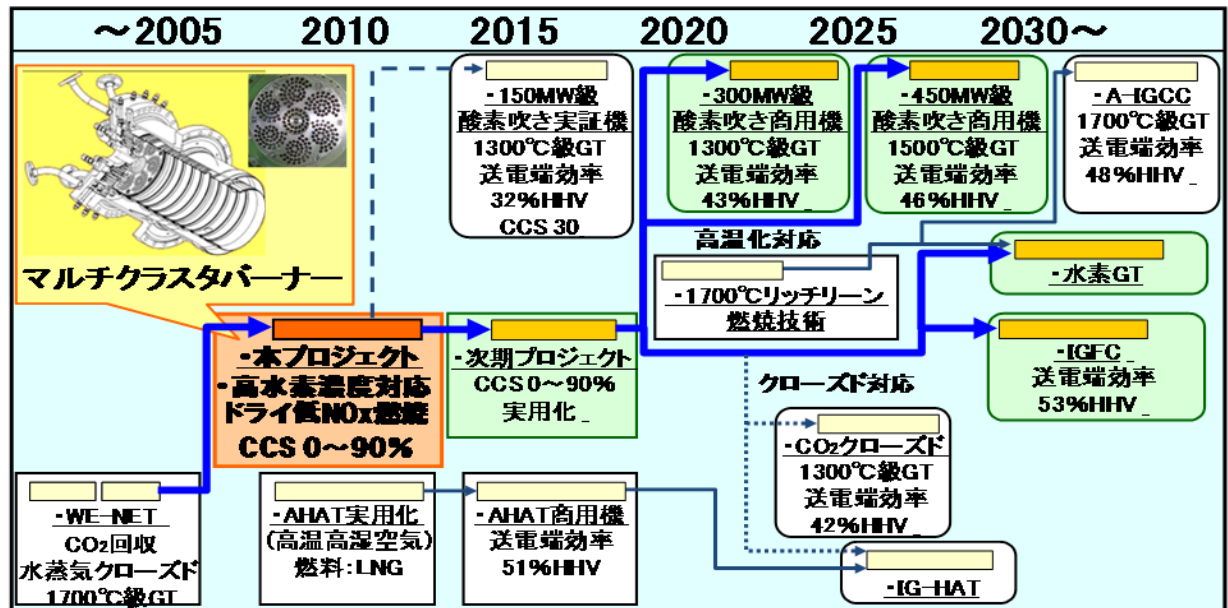 ～2005 2010 2015 2020 2025 2030～
マルチクラスタバーナー
・150MW級
酸素吹き実証機
1300℃級GT
送電端効率
32%HHV
CCS 30
・300MW級
酸素吹き商用機
1300℃級GT
送電端効率
43%HHV
・450MW級
酸素吹き商用機
1500℃級GT
送電端効率
46%HHV
・A-IGCC
1700℃級GT
送電端効率
48%HHV
高温化対応
・1700℃リッチリーン
燃焼技術
・水素GT
・本プロジェクト
・高水素濃度対応
ドライ低NOx燃焼
CCS 0～90%
・次期プロジェクト
CCS 0～90%
実用化
・IGFC
送電端効率
53%HHV
クローズド対応
・CO₂クローズド
1300℃級GT
送電端効率
42%HHV
・WE-NET
CO₂回収
水蒸気クローズド
1700℃級GT
・AHAT実用化
(高温高湿空気)
燃料:LNG
・AHAT商用機
送電端効率
51%HHV
・IG-HAT